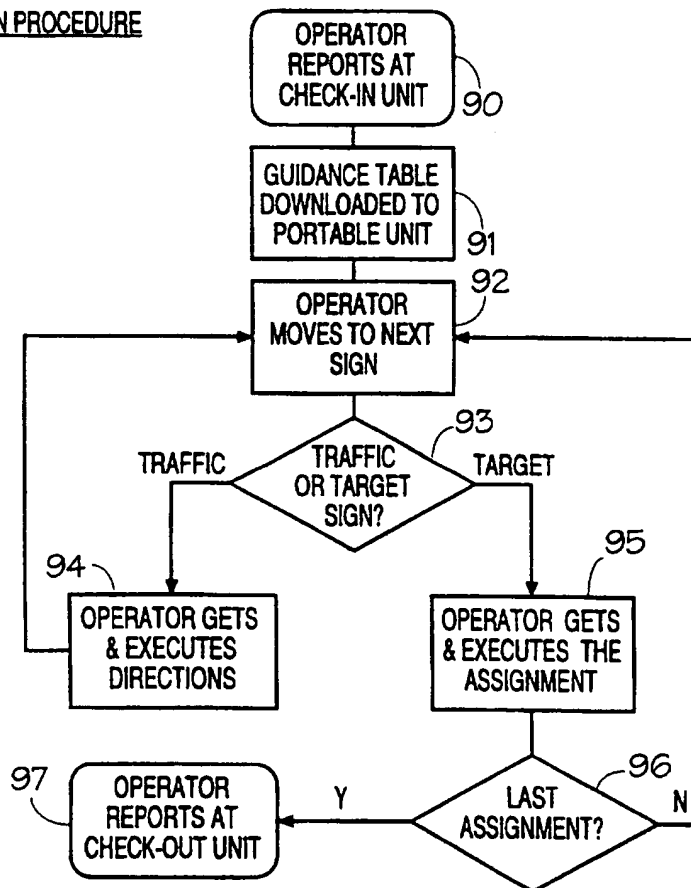 N PROCEDURE
OPERATOR
REPORTS AT
CHECK-IN UNIT
90
GUIDANCE TABLE
DOWNLOADED TO
PORTABLE UNIT
91
92
OPERATOR
MOVES TO NEXT
SIGN
93
TRAFFIC
TRAFFIC
OR TARGET
SIGN?
TARGET
94
OPERATOR GETS
& EXECUTES
DIRECTIONS
95
OPERATOR GETS
& EXECUTES THE
ASSIGNMENT
96
LAST
ASSIGNMENT?
Y
N
97
OPERATOR
REPORTS AT
CHECK-OUT UNIT